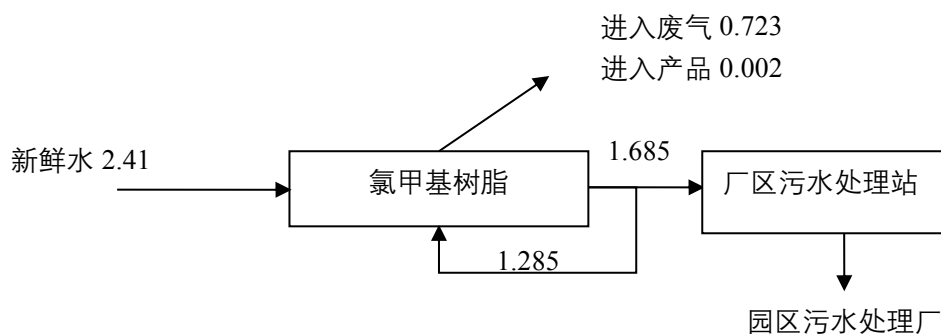 进入废气 0.723
进入产品 0.002
新鲜水 2.41
氯甲基树脂
1.685
厂区污水处理站
1.285
园区污水处理厂